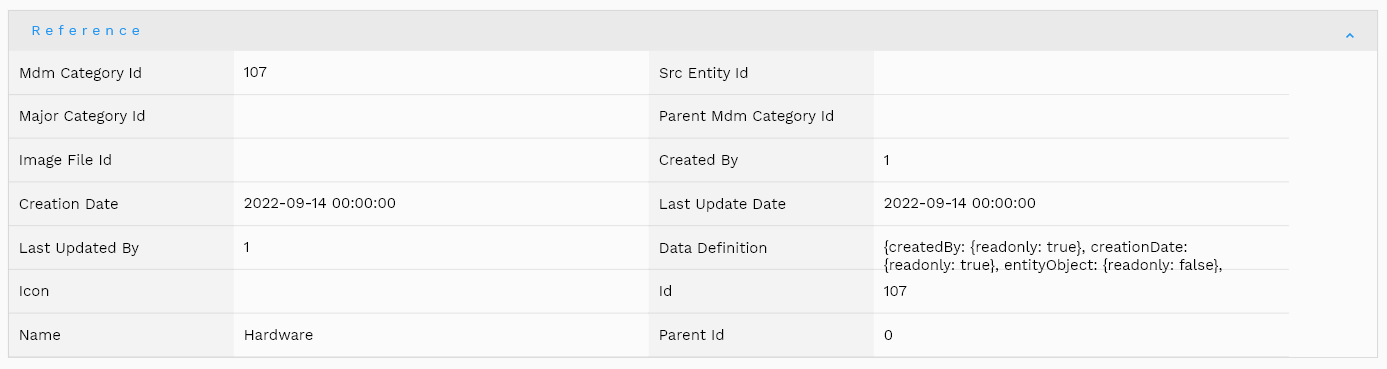 Reference
Mdm Category Id 107 Src Entity Id
Major Category Id Parent Mdm Category Id
Image File Id Created By 1
Creation Date 2022-09-14 00:00:00 Last Update Date 2022-09-14 00:00:00
Last Updated By 1 Data Definition {createdBy: {readonly: true}, creationDate:
{readonly: true}, entityObject: {readonly: false},
Icon Id 107
Name Hardware Parent Id 0